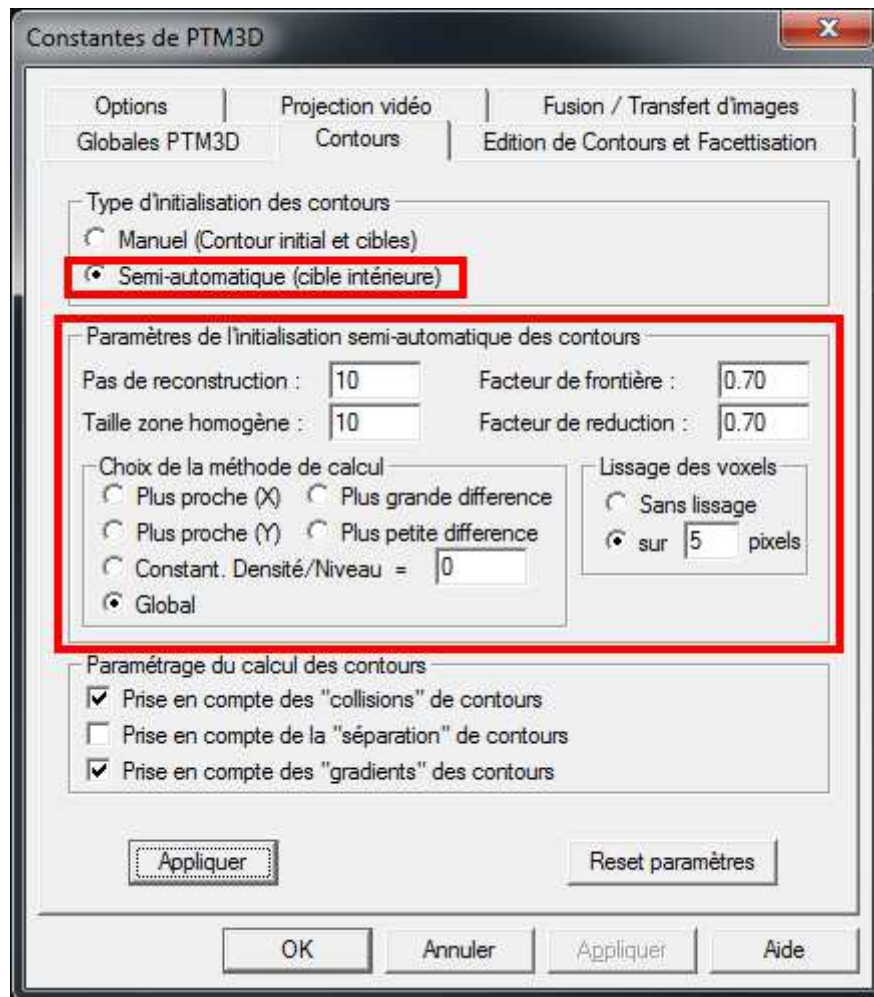 Constantes de PTM3D
Options Projection vidéo Fusion / Transfert d'images
Globales PTM3D Contours Edition de Contours et Facettisation
Type d'initialisation des contours
Manuel (Contour initial et cibles)
Semi-automatique (cible intérieure)
Paramètres de l'initialisation semi-automatique des contours
Pas de reconstruction : 10 Facteur de frontière : 0.70
Taille zone homogène : 10 Facteur de reduction : 0.70
Choix de la méthode de calcul
Plus proche (X) Plus grande difference
Plus proche (Y) Plus petite difference
Constant. Densité/Niveau = 0
Global
Lissage des voxels
Sans lissage
sur 5 pixels
Paramétrage du calcul des contours
Prise en compte des "collisions" de contours
Prise en compte de la "séparation" de contours
Prise en compte des "gradients" des contours
Appliquer Reset paramètres
OK Annuler Appliquer Aide